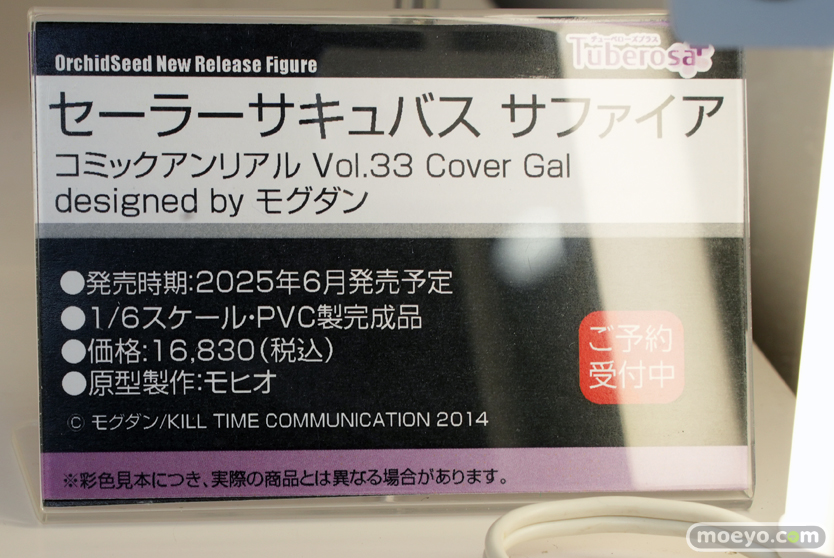 OrchidSeed New Release Figure
チューベローズプラス
Tuberosa+
セーラーサキュバス サファイア
コミックアンリアル Vol.33 Cover Gal
designed by モグダン
●発売時期:2025年6月発売予定
●1/6スケール・PVC製完成品
●価格:16,830(税込)
●原型製作:モヒオ
ご予約
受付中
© モグダン/KILL TIME COMMUNICATION 2014
※彩色見本につき、実際の商品とは異なる場合があります。
moeyo.com